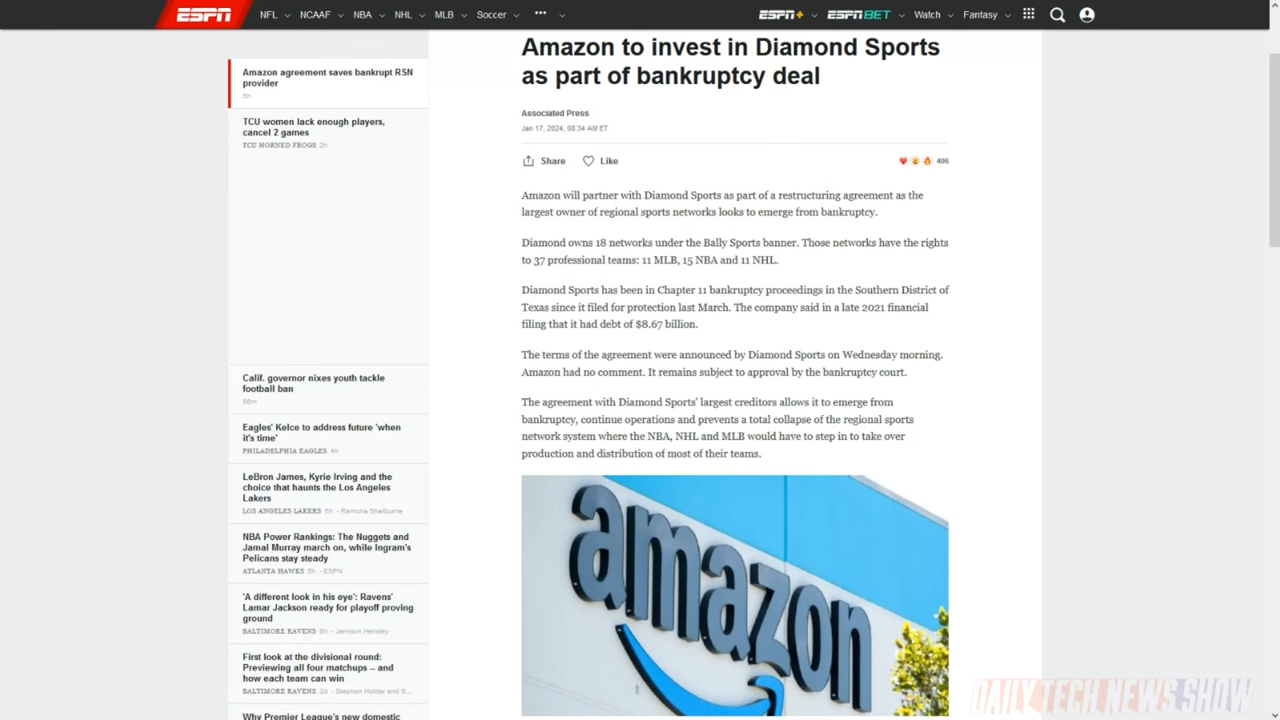 ESPN NFL NCAAF NBA NHL MLB Soccer ••• ESPN+ ESPN BET Watch Fantasy
Amazon agreement saves bankrupt RSN
provider
5h
TCU women lack enough players,
cancel 2 games
TCU HORNED FROGS 2h
Calif. governor nixes youth tackle
football ban
56m
Eagles' Kelce to address future 'when
it's time'
PHILADELPHIA EAGLES 4h
LeBron James, Kyrie Irving and the
choice that haunts the Los Angeles
Lakers
LOS ANGELES LAKERS 6h - Ramona Shelburne
NBA Power Rankings: The Nuggets and
Jamal Murray march on, while Ingram's
Pelicans stay steady
ATLANTA HAWKS 6h - ESPN
'A different look in his eye': Ravens'
Lamar Jackson ready for playoff proving
ground
BALTIMORE RAVENS 6h - Jamison Hensley
First look at the divisional round:
Previewing all four matchups -- and
how each team can win
BALTIMORE RAVENS 2d - Stephen Holder and S...
Why Premier League's new domestic
Amazon to invest in Diamond Sports
as part of bankruptcy deal
Associated Press
Jan 17, 2024, 08:34 AM ET
Share Like 406
Amazon will partner with Diamond Sports as part of a restructuring agreement as the
largest owner of regional sports networks looks to emerge from bankruptcy.
Diamond owns 18 networks under the Bally Sports banner. Those networks have the rights
to 37 professional teams: 11 MLB, 15 NBA and 11 NHL.
Diamond Sports has been in Chapter 11 bankruptcy proceedings in the Southern District of
Texas since it filed for protection last March. The company said in a late 2021 financial
filing that it had debt of $8.67 billion.
The terms of the agreement were announced by Diamond Sports on Wednesday morning.
Amazon had no comment. It remains subject to approval by the bankruptcy court.
The agreement with Diamond Sports' largest creditors allows it to emerge from
bankruptcy, continue operations and prevents a total collapse of the regional sports
network system where the NBA, NHL and MLB would have to step in to take over
production and distribution of most of their teams.
amazon
DAILY TECH NEWS SHOW